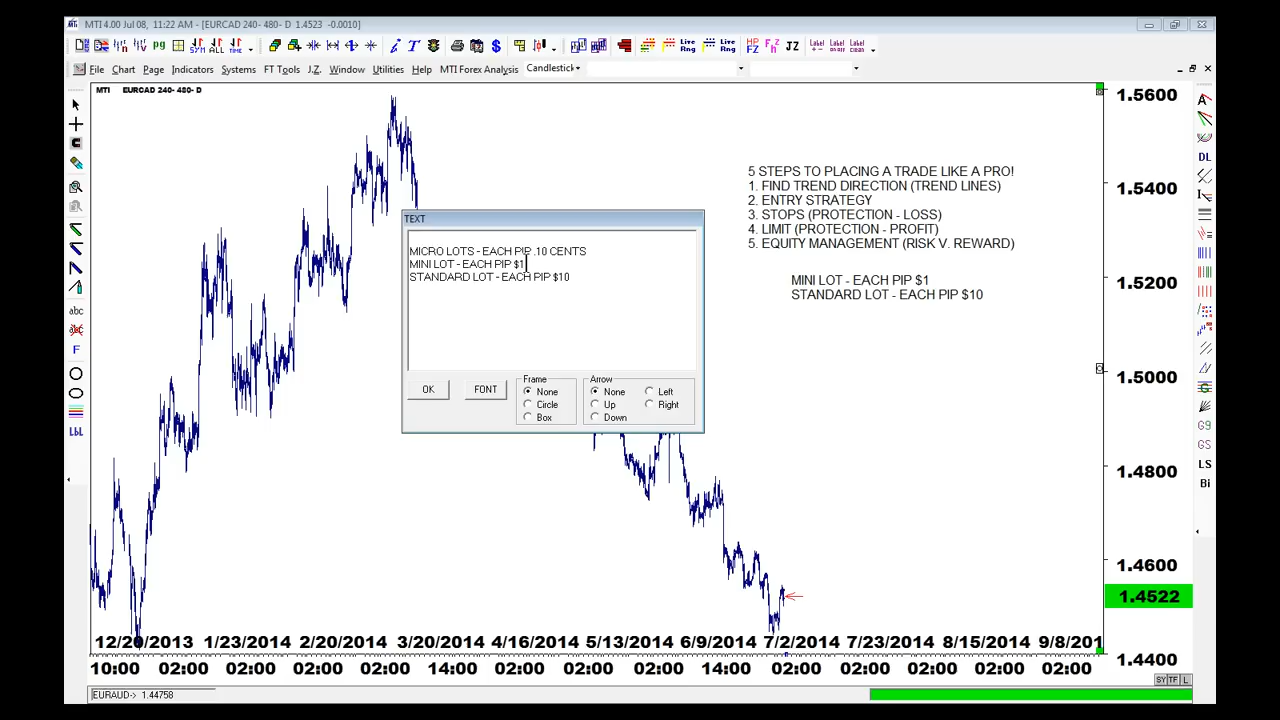 MTI 4.00 Jul 08, 11:22 AM - [EURCAD 240- 480- D 1.4523 -0.0010]
File Chart Page Indicators Systems FT Tools J.Z. Window Utilities Help MTI Forex Analysis Candlestick
MTI EURCAD 240- 480- D
5 STEPS TO PLACING A TRADE LIKE A PRO!
1. FIND TREND DIRECTION (TREND LINES)
2. ENTRY STRATEGY
3. STOPS (PROTECTION - LOSS)
4. LIMIT (PROTECTION - PROFIT)
5. EQUITY MANAGEMENT (RISK V. REWARD)
MINI LOT - EACH PIP $1
STANDARD LOT - EACH PIP $10
TEXT
MICRO LOTS - EACH PIP .10 CENTS
MINI LOT - EACH PIP $1
STANDARD LOT - EACH PIP $10
OK
FONT
Frame
None
Circle
Box
Arrow
None
Up
Down
Left
Right
1.5600
1.5400
1.5200
1.5000
1.4800
1.4600
1.4522
1.4400
12/20/2013 1/23/2014 2/20/2014 3/20/2014 4/16/2014 5/13/2014 6/9/2014 7/2/2014 7/23/2014 8/15/2014 9/8/201
10:00 02:00 02:00 02:00 02:00 14:00 02:00 02:00 02:00 14:00 02:00 02:00 02:00 02:00 02:00
EURAUD-> 1.44758
SY TF L